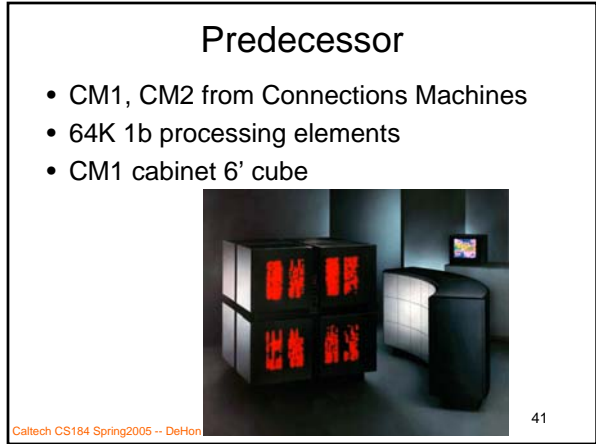 Predecessor
• CM1, CM2 from Connections Machines
• 64K 1b processing elements
• CM1 cabinet 6’ cube
Caltech CS184 Spring2005 -- DeHon
41